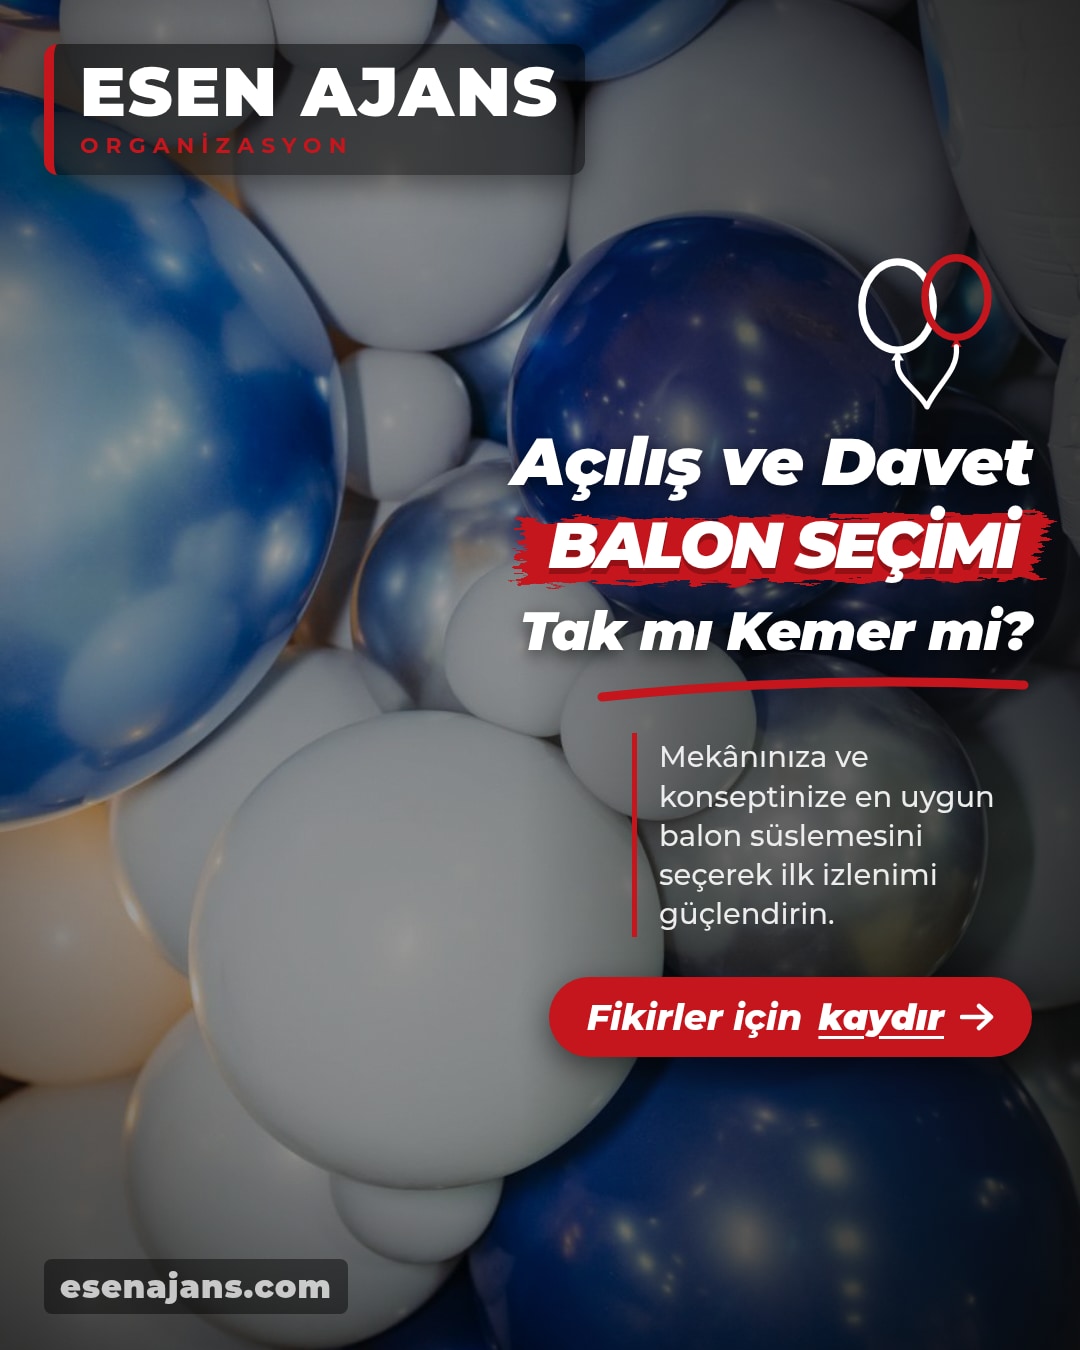 ESEN AJANS
ORGANİZASYON
Açılış ve Davet
BALON SEÇİMİ
Tak mı Kemer mi?
Mekânınıza ve
konseptinize en uygun
balon süslemesini
seçerek ilk izlenimi
güçlendirin.
Fikirler için kaydır →
esenajans.com